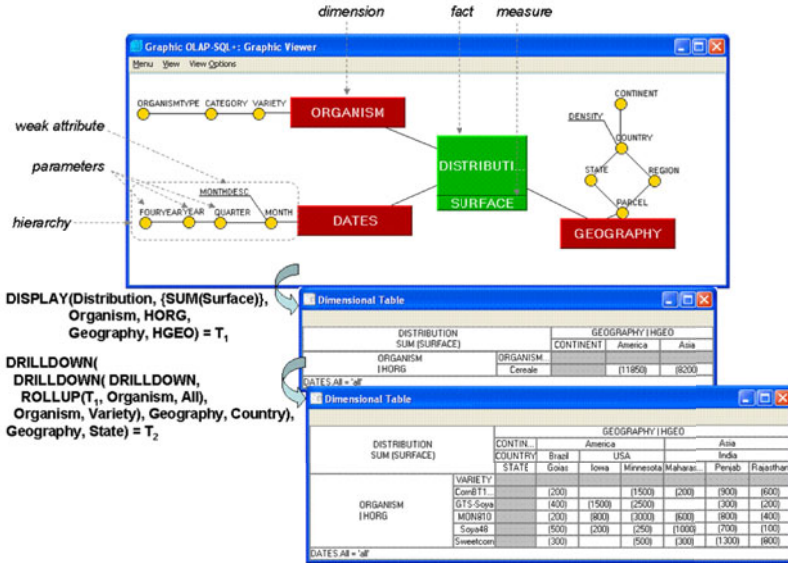 dimension fact measure
Graphic OLAP-SQL+: Graphic Viewer
Menu View View Options
ORGANISMTYPE CATEGORY VARIETY
ORGANISM
CONTINENT
DENSITY
COUNTRY
weak attribute
DISTRIBUTI...
STATE REGION
parameters
MONTHDESC
PARCEL
FOURYEAR YEAR QUARTER MONTH
SURFACE
hierarchy
DATES
GEOGRAPHY
DISPLAY(Distribution, {SUM(Surface)},
Organism, HORG,
Geography, HGEO) = T1
Dimensional Table
DISTRIBUTION
SUM (SURFACE)
GEOGRAPHY | HGEO
CONTINENT America Asia
ORGANISM
| HORG
ORGANISM...
Cereale (11850) (8200)
DATES.All = 'all'
DRILLDOWN(
DRILLDOWN( DRILLDOWN,
ROLLUP(T1, Organism, All),
Organism, Variety), Geography, Country),
Geography, State) = T2
Dimensional Table
DISTRIBUTION
SUM (SURFACE)
GEOGRAPHY | HGEO
CONTIN... America Asia
COUNTRY Brazil USA India
STATE Goias Iowa Minnesota Maharas... Penjab Rajasthan
ORGANISM
| HORG
VARIETY
CornBT1... (200) (1500) (200) (900) (600)
GTS-Soya (400) (1500) (2500) (300) (200)
MON810 (200) (800) (3000) (600) (800) (400)
Soya48 (500) (200) (250) (1000) (700) (100)
Sweetcorn (300) (500) (300) (1300) (800)
DATES.All = 'all'